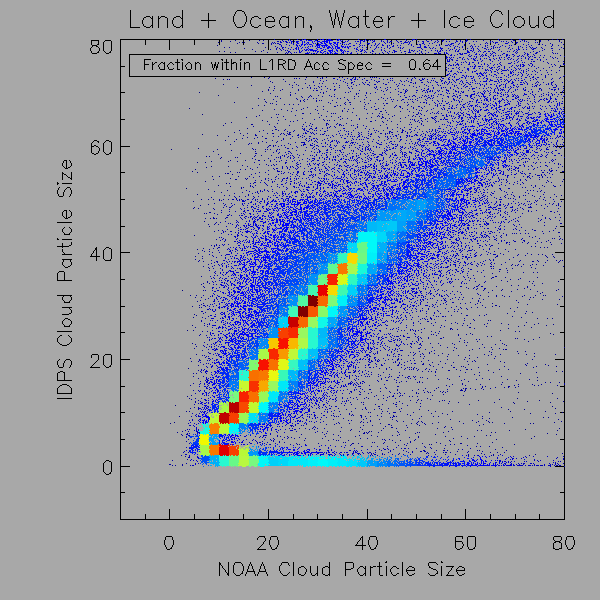 Land + Ocean, Water + Ice Cloud
Fraction within L1RD Acc Spec = 0.64
80
60
40
20
0
IDPS Cloud Particle Size
0 20 40 60 80
NOAA Cloud Particle Size